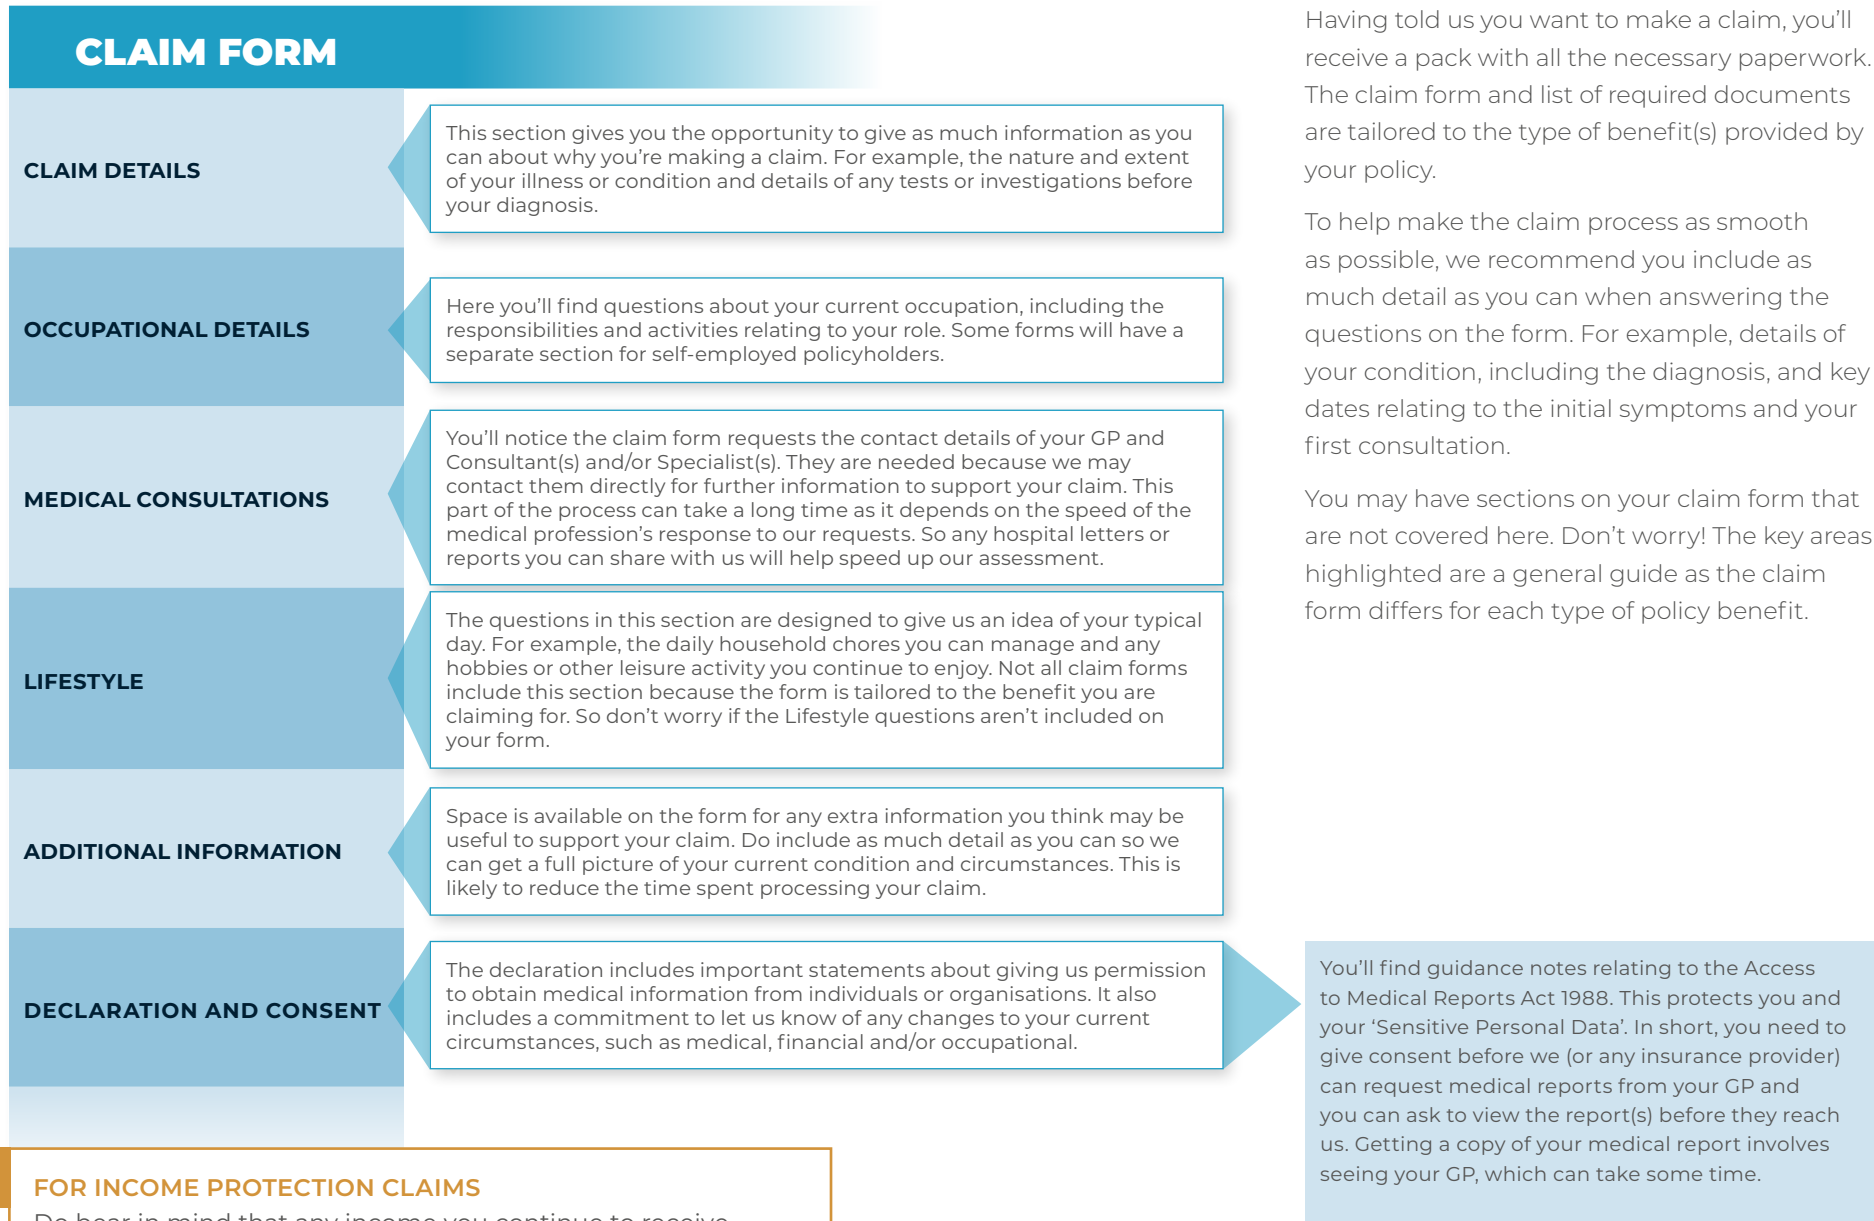 CLAIM FORM
CLAIM DETAILS
This section gives you the opportunity to give as much information as you
can about why you're making a claim. For example, the nature and extent
of your illness or condition and details of any tests or investigations before
your diagnosis.
OCCUPATIONAL DETAILS
Here you'll find questions about your current occupation, including the
responsibilities and activities relating to your role. Some forms will have a
separate section for self-employed policyholders.
MEDICAL CONSULTATIONS
You'll notice the claim form requests the contact details of your GP and
Consultant(s) and/or Specialist(s). They are needed because we may
contact them directly for further information to support your claim. This
part of the process can take a long time as it depends on the speed of the
medical profession's response to our requests. So any hospital letters or
reports you can share with us will help speed up our assessment.
LIFESTYLE
The questions in this section are designed to give us an idea of your typical
day. For example, the daily household chores you can manage and any
hobbies or other leisure activity you continue to enjoy. Not all claim forms
include this section because the form is tailored to the benefit you are
claiming for. So don't worry if the Lifestyle questions aren't included on
your form.
ADDITIONAL INFORMATION
Space is available on the form for any extra information you think may be
useful to support your claim. Do include as much detail as you can so we
can get a full picture of your current condition and circumstances. This is
likely to reduce the time spent processing your claim.
DECLARATION AND CONSENT
The declaration includes important statements about giving us permission
to obtain medical information from individuals or organisations. It also
includes a commitment to let us know of any changes to your current
circumstances, such as medical, financial and/or occupational.
FOR INCOME PROTECTION CLAIMS
Do bear in mind that any income you continue to receive
Having told us you want to make a claim, you'll
receive a pack with all the necessary paperwork.
The claim form and list of required documents
are tailored to the type of benefit(s) provided by
your policy.
To help make the claim process as smooth
as possible, we recommend you include as
much detail as you can when answering the
questions on the form. For example, details of
your condition, including the diagnosis, and key
dates relating to the initial symptoms and your
first consultation.
You may have sections on your claim form that
are not covered here. Don't worry! The key areas
highlighted are a general guide as the claim
form differs for each type of policy benefit.
You'll find guidance notes relating to the Access
to Medical Reports Act 1988. This protects you and
your 'Sensitive Personal Data'. In short, you need to
give consent before we (or any insurance provider)
can request medical reports from your GP and
you can ask to view the report(s) before they reach
us. Getting a copy of your medical report involves
seeing your GP, which can take some time.